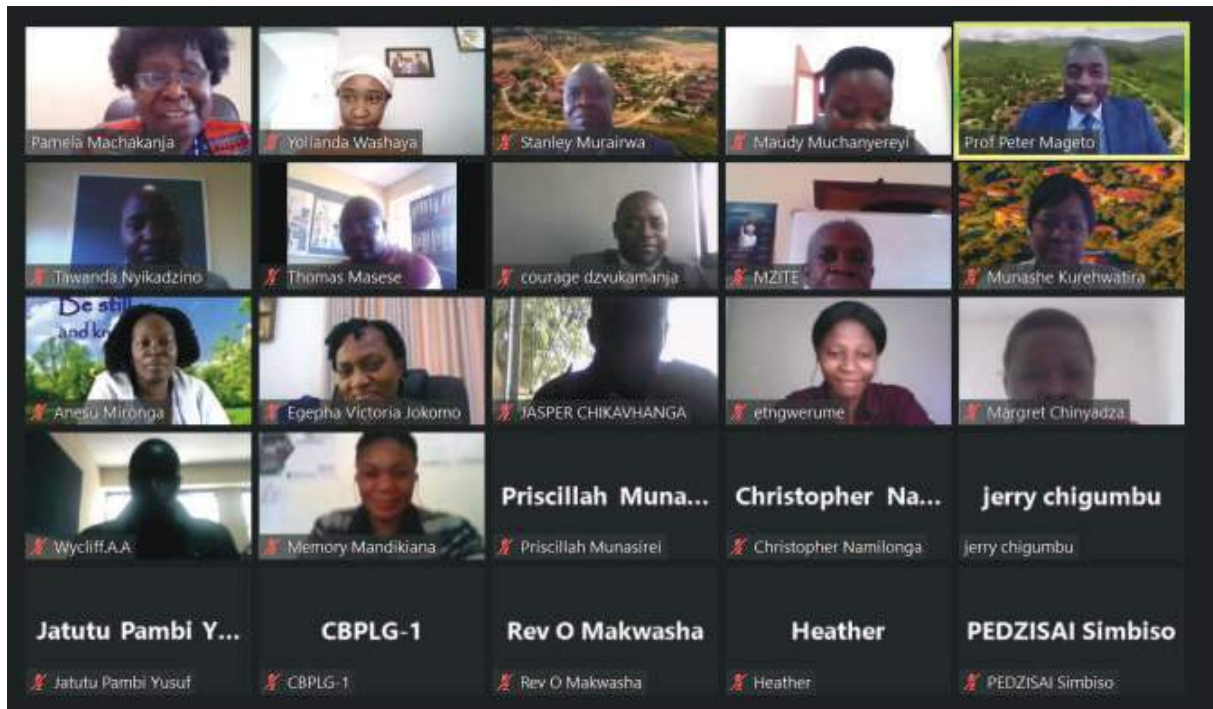 Pamela Machakanja
Yollanda Washaya
Stanley Murairwa
Maudy Muchanyereyi
Prof Peter Mageto
Tawanda Nyikadzino
Thomas Masese
courage dzvukamanja
MZITE
Munashe Kurehwatira
Be still
and kn
Anesu Mironga
Egepha Victoria Jokomo
JASPER CHIKAVHANGA
etngwerume
Margret Chinyadza
Wycliff.A.A
Memory Mandikiana
Priscillah Muna...
Priscillah Munasirei
Christopher Na...
Christopher Namilonga
jerry chigumbu
jerry chigumbu
Jatutu Pambi Y...
Jatutu Pambi Yusuf
CBPLG-1
CBPLG-1
Rev O Makwasha
Rev O Makwasha
Heather
Heather
PEDZISAI Simbiso
PEDZISAI Simbiso